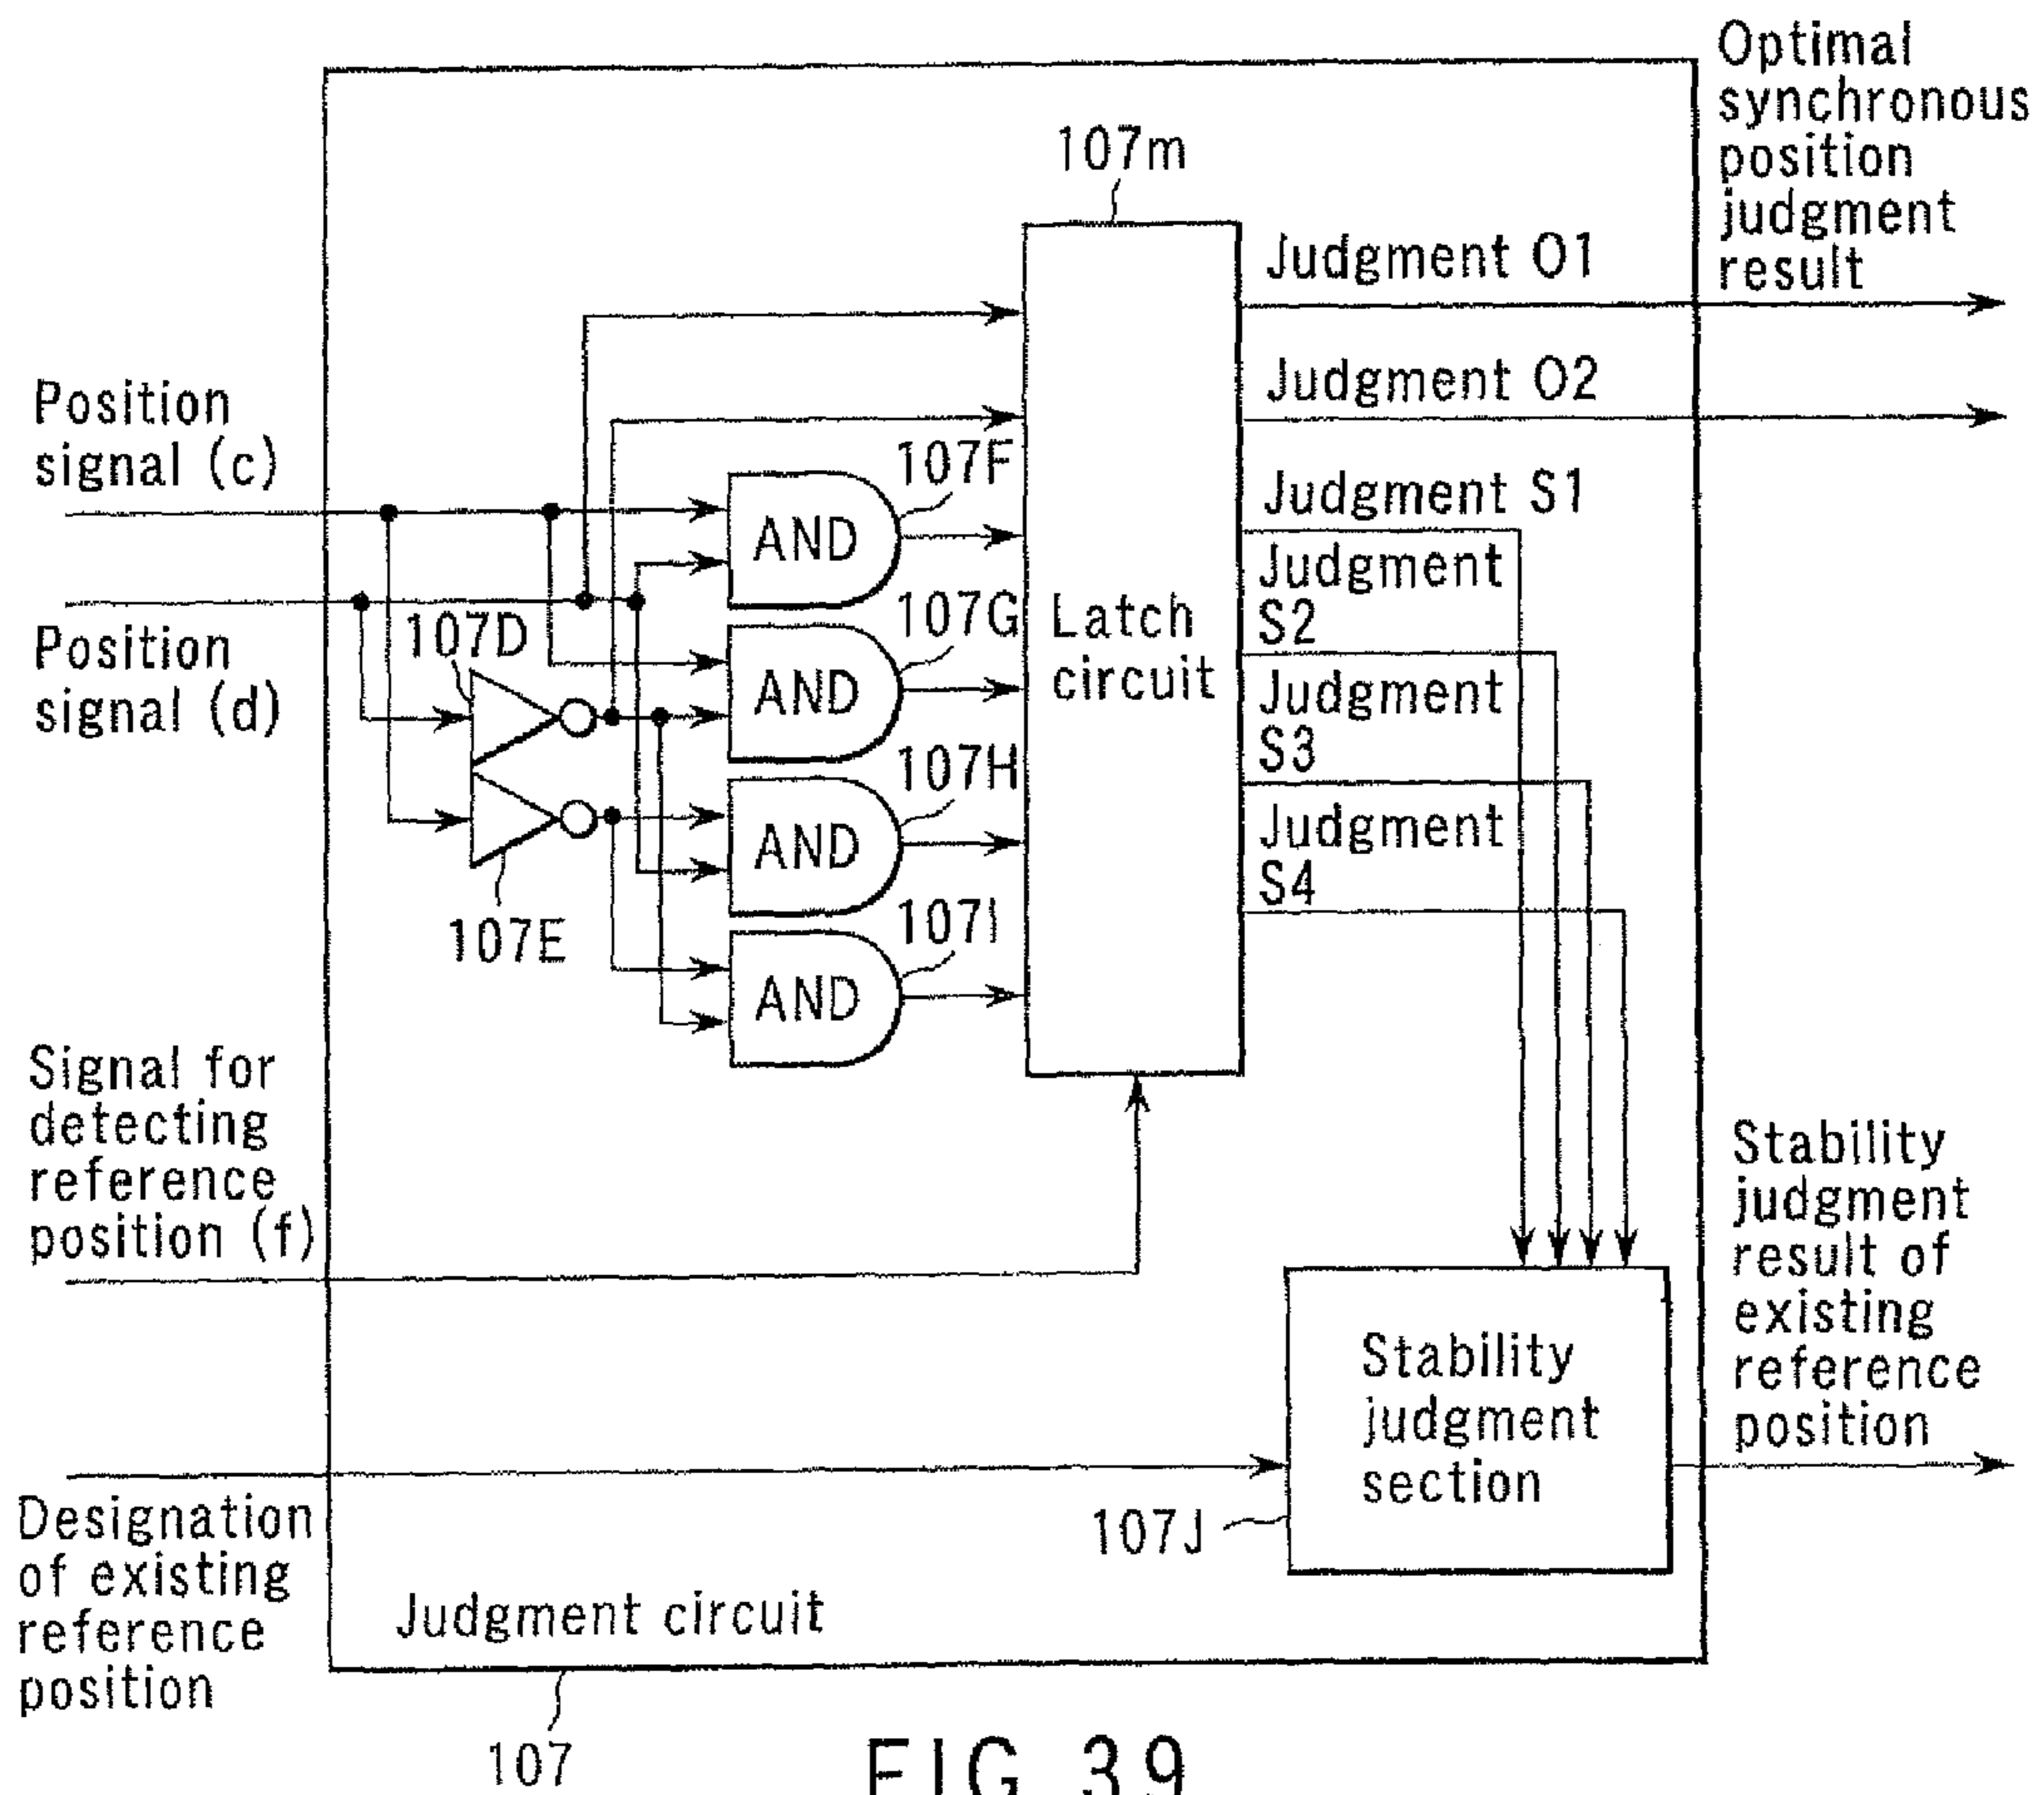 Optimal
synchronous
position
judgment
result
107m
Judgment O1
Judgment O2
Position
signal (c)
107F
Judgment S1
AND
Judgment
S2
107G
Latch
circuit
107D
Position
signal (d)
AND
Judgment
S3
107H
Judgment
S4
AND
107E
107I
AND
Signal for
detecting
reference
position (f)
Stability
judgment
result of
existing
reference
position
Stability
judgment
section
107J
Designation
of existing
reference
position
Judgment circuit
107
FIG 39